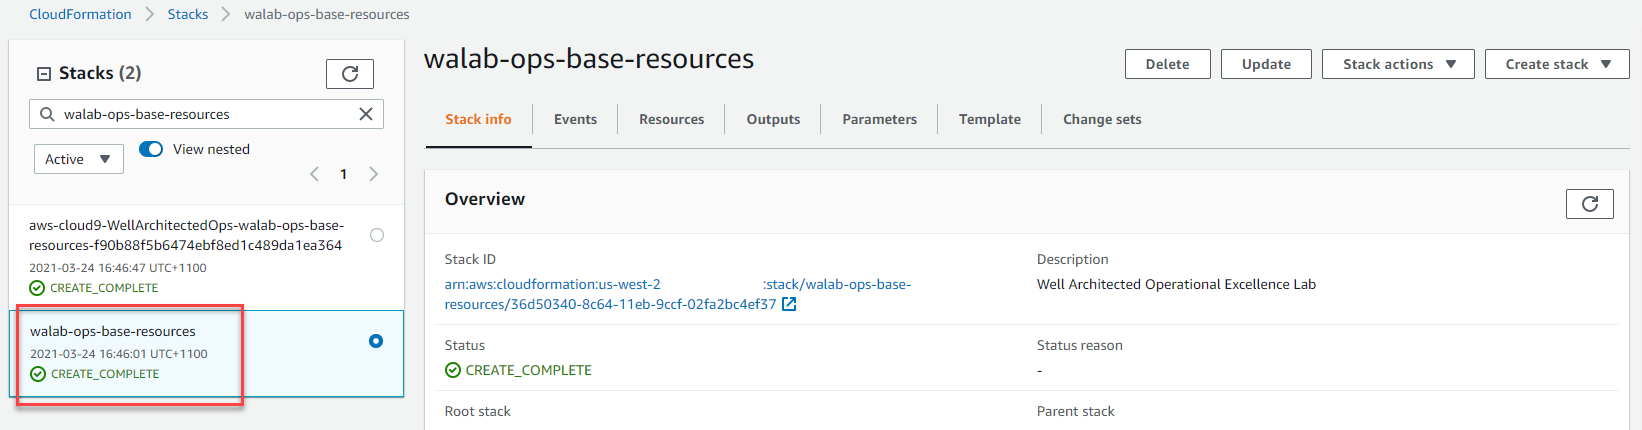 CloudFormation > Stacks > walab-ops-base-resources
Stacks (2)
walab-ops-base-resources
Active
View nested
1
aws-cloud9-WellArchitectedOps-walab-ops-base-
resources-f90b88f5b6474ebf8ed1c489da1ea364
2021-03-24 16:46:47 UTC+1100
CREATE_COMPLETE
walab-ops-base-resources
2021-03-24 16:46:01 UTC+1100
CREATE_COMPLETE
walab-ops-base-resources
Delete
Update
Stack actions
Create stack
Stack info
Events
Resources
Outputs
Parameters
Template
Change sets
Overview
Stack ID
arn:aws:cloudformation:us-west-2 :stack/walab-ops-base-
resources/36d50340-8c64-11eb-9ccf-02fa2bc4ef37
Description
Well Architected Operational Excellence Lab
Status
CREATE_COMPLETE
Status reason
-
Root stack
Parent stack